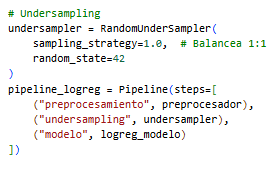 # Undersampling
undersampler = RandomUnderSampler(
    sampling_strategy=1.0,  # Balancea 1:1
    random_state=42
)
pipeline_logreg = Pipeline(steps=[
    ("preprocesamiento", preprocesador),
    ("undersampling", undersampler),
    ("modelo", logreg_modelo)
])